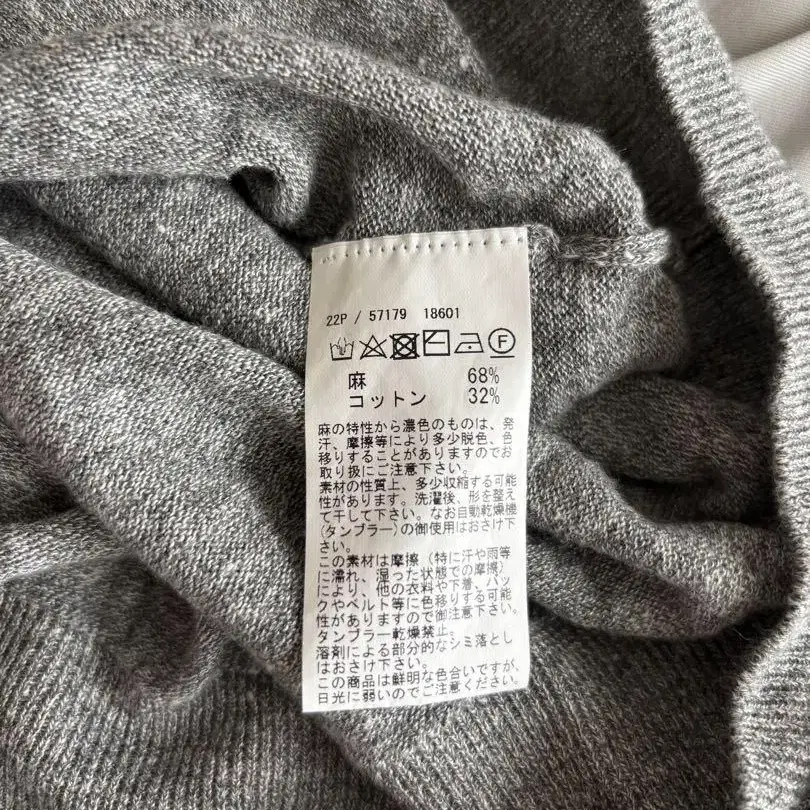 22P / 57179 18601
F
麻 68%
コットン 32%
麻の特性から濃色のものは、発
汗、摩擦等により多少脱色、色
移りすることがありますのでお
取り扱にご注意下さい。
素材の性質上、多少収縮する可能
性があります。洗濯後、形を整え
て干して下さい。なお自動乾燥機
(タンブラー)の御使用はおさけ下
さい。
この素材は摩擦(特に汗や雨等
に濡れ、湿った状態での摩擦)
により、他の衣料や下着、バッ
クやベルト等に色移りする可能
性がありますので御注意下さい。
タンブラー乾燥禁止。
溶剤による部分的なシミ落とし
はおさけ下さい。
この商品は鮮明な色合いですが、
日光に弱いのでご注意ください。